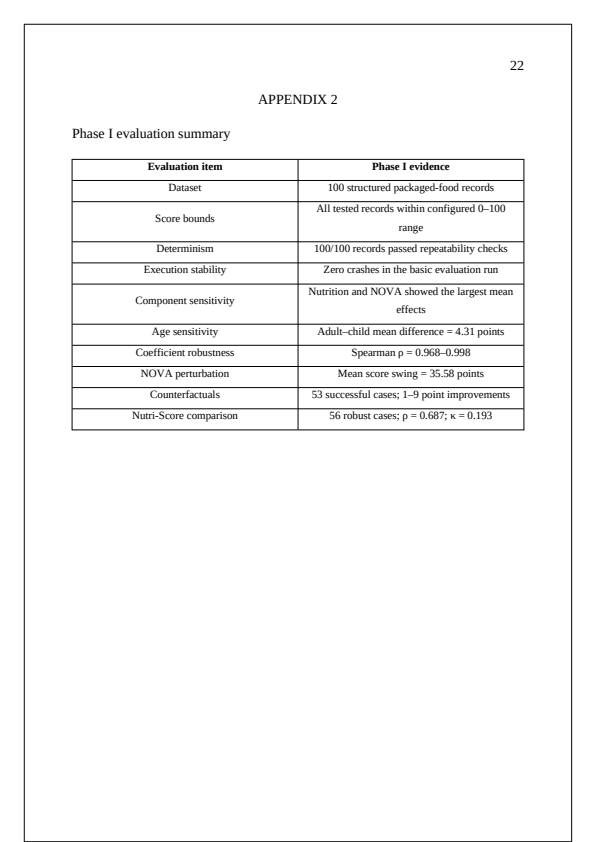 22
APPENDIX 2
Phase I evaluation summary
Evaluation item Phase I evidence
Dataset 100 structured packaged-food records
Score bounds All tested records within configured 0–100
range
Determinism 100/100 records passed repeatability checks
Execution stability Zero crashes in the basic evaluation run
Component sensitivity Nutrition and NOVA showed the largest mean
effects
Age sensitivity Adult–child mean difference = 4.31 points
Coefficient robustness Spearman ρ = 0.968–0.998
NOVA perturbation Mean score swing = 35.58 points
Counterfactuals 53 successful cases; 1–9 point improvements
Nutri-Score comparison 56 robust cases; ρ = 0.687; κ = 0.193